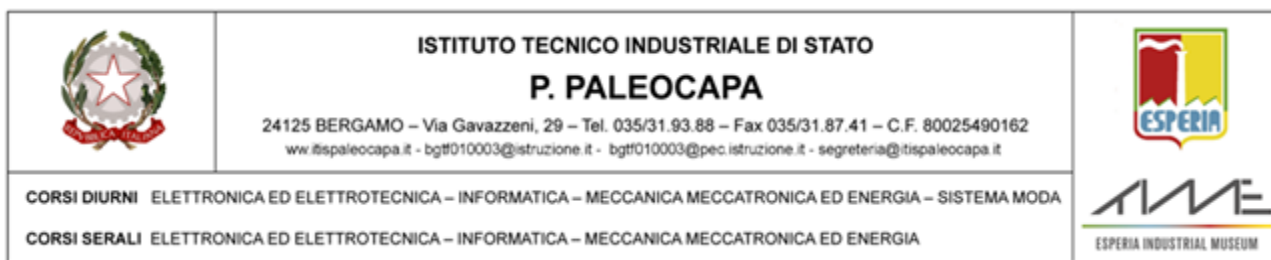 ISTITUTO TECNICO INDUSTRIALE DI STATO
P. PALEOCAPA
24125 BERGAMO – Via Gavazzeni, 29 – Tel. 035/31.93.88 – Fax 035/31.87.41 – C.F. 80025490162
ww.itispaleocapa.it - bgtf010003@istruzione.it - bgtf010003@pec.istruzione.it - segreteria@itispaleocapa.it
REPVBBLICA ITALIANA
ESPERIA
CORSI DIURNI ELETTRONICA ED ELETTROTECNICA – INFORMATICA – MECCANICA MECCATRONICA ED ENERGIA – SISTEMA MODA
CORSI SERALI ELETTRONICA ED ELETTROTECNICA – INFORMATICA – MECCANICA MECCATRONICA ED ENERGIA
ESPERIA INDUSTRIAL MUSEUM